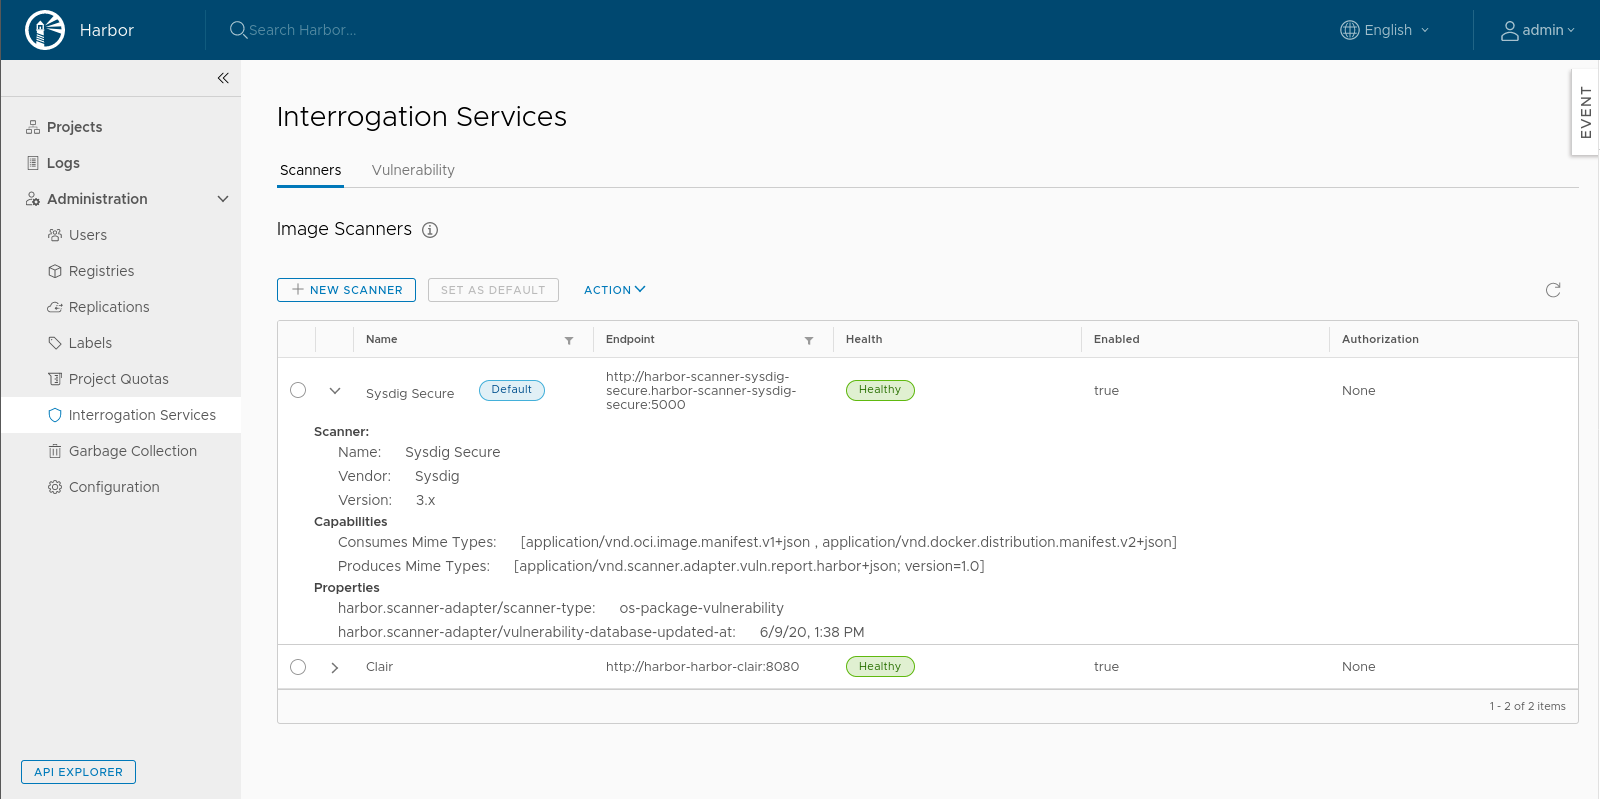 Harbor
Search Harbor...
English
admin
EVENT
Projects
Logs
Administration
Users
Registries
Replications
Labels
Project Quotas
Interrogation Services
Garbage Collection
Configuration
API EXPLORER
Interrogation Services
Scanners Vulnerability
Image Scanners
NEW SCANNER SET AS DEFAULT ACTION
Name Endpoint Health Enabled Authorization
Sysdig Secure Default http://harbor-scanner-sysdig-
secure.harbor-scanner-sysdig-
secure:5000 Healthy true None
Scanner:
Name: Sysdig Secure
Vendor: Sysdig
Version: 3.x
Capabilities
Consumes Mime Types: [application/vnd.oci.image.manifest.v1+json , application/vnd.docker.distribution.manifest.v2+json]
Produces Mime Types: [application/vnd.scanner.adapter.vuln.report.harbor+json; version=1.0]
Properties
harbor.scanner-adapter/scanner-type: os-package-vulnerability
harbor.scanner-adapter/vulnerability-database-updated-at: 6/9/20, 1:38 PM
Clair http://harbor-harbor-clair:8080 Healthy true None
1 - 2 of 2 items